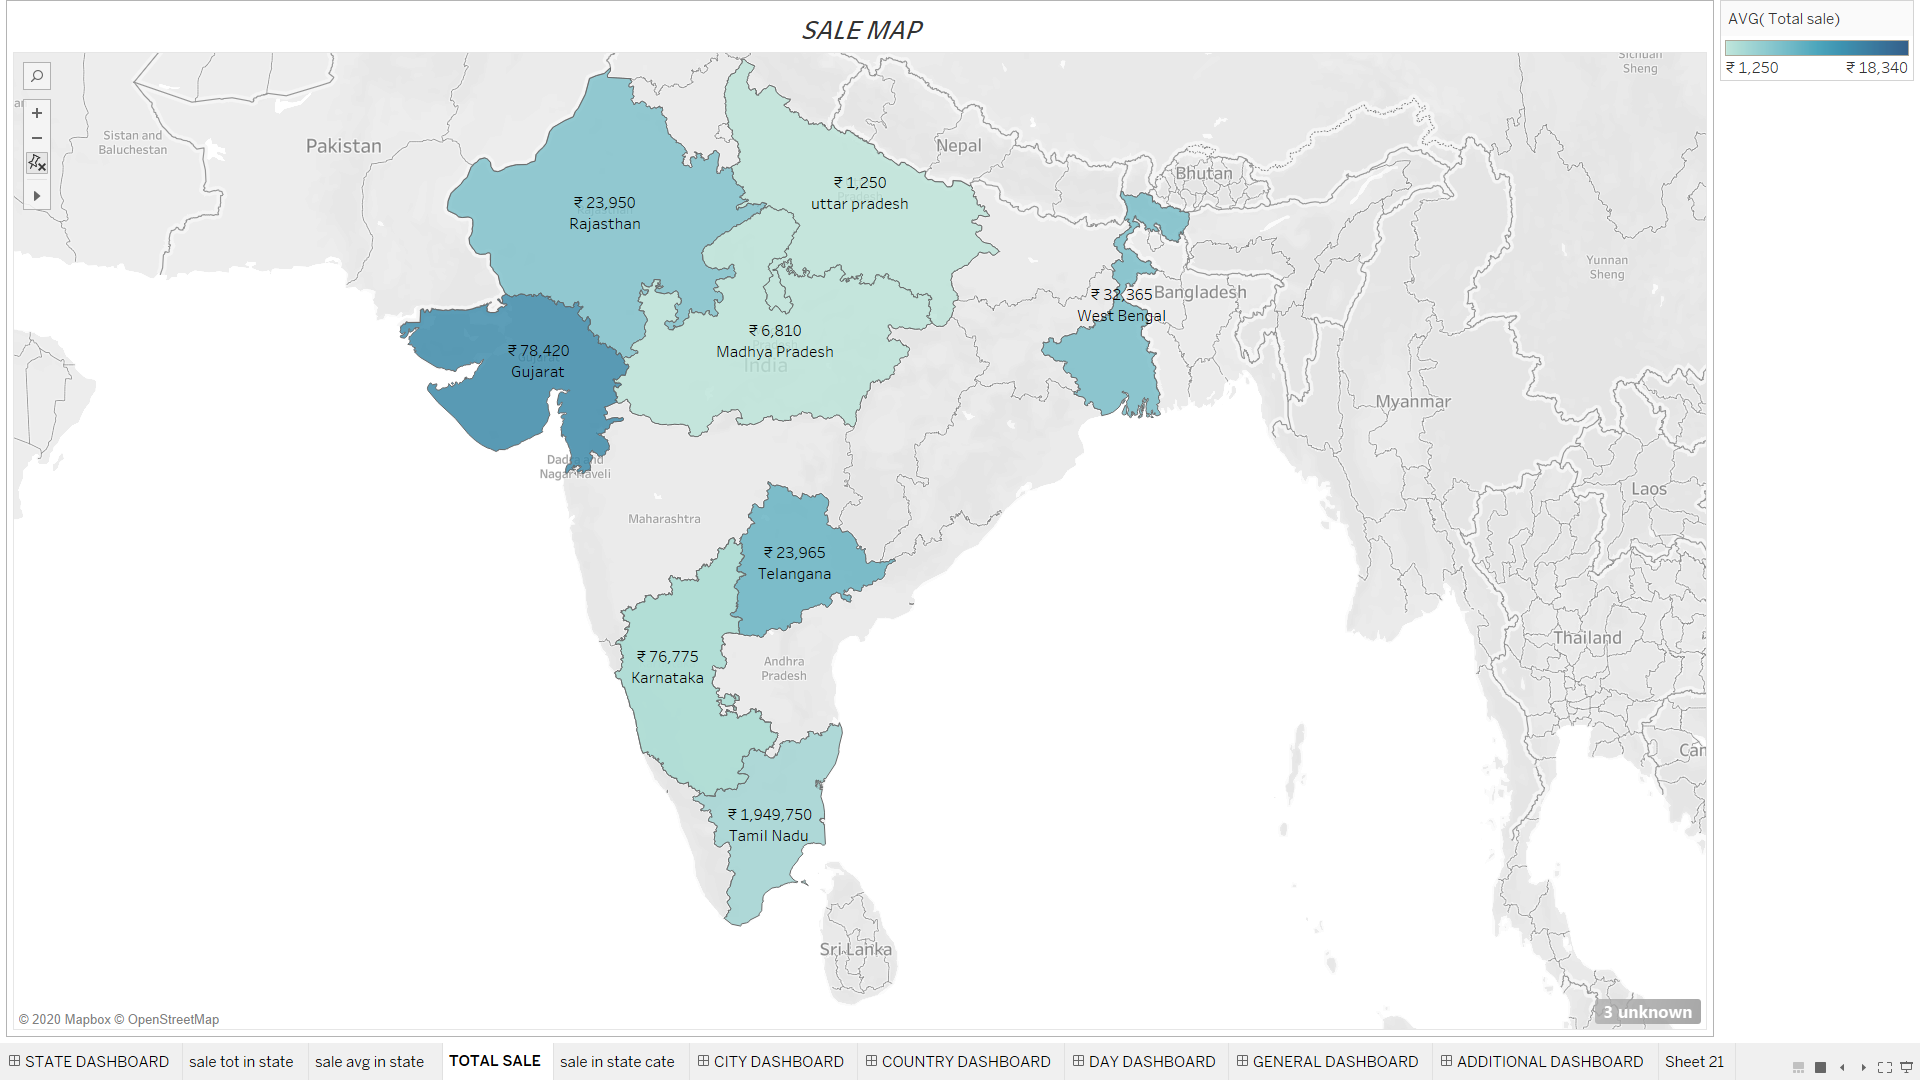 SALE MAP
AVG( Total sale)
₹ 1,250 ₹ 18,340
Sichuan
Sheng
Sistan and
Baluchestan
Pakistan
Nepal
Bhutan
₹ 1,250
uttar pradesh
₹ 23,950
Rajasthan
Yunnan
Sheng
₹ 32,365
West Bengal
Bangladesh
₹ 6,810
Madhya Pradesh
India
₹ 78,420
Gujarat
Myanmar
Dadra and
Nagar Haveli
Laos
Maharashtra
₹ 23,965
Telangana
Thailand
₹ 76,775
Karnataka
Andhra
Pradesh
Cam
₹ 1,949,750
Tamil Nadu
Sri Lanka
3 unknown
© 2020 Mapbox © OpenStreetMap
STATE DASHBOARD sale tot in state sale avg in state TOTAL SALE sale in state cate CITY DASHBOARD COUNTRY DASHBOARD DAY DASHBOARD GENERAL DASHBOARD ADDITIONAL DASHBOARD Sheet 21